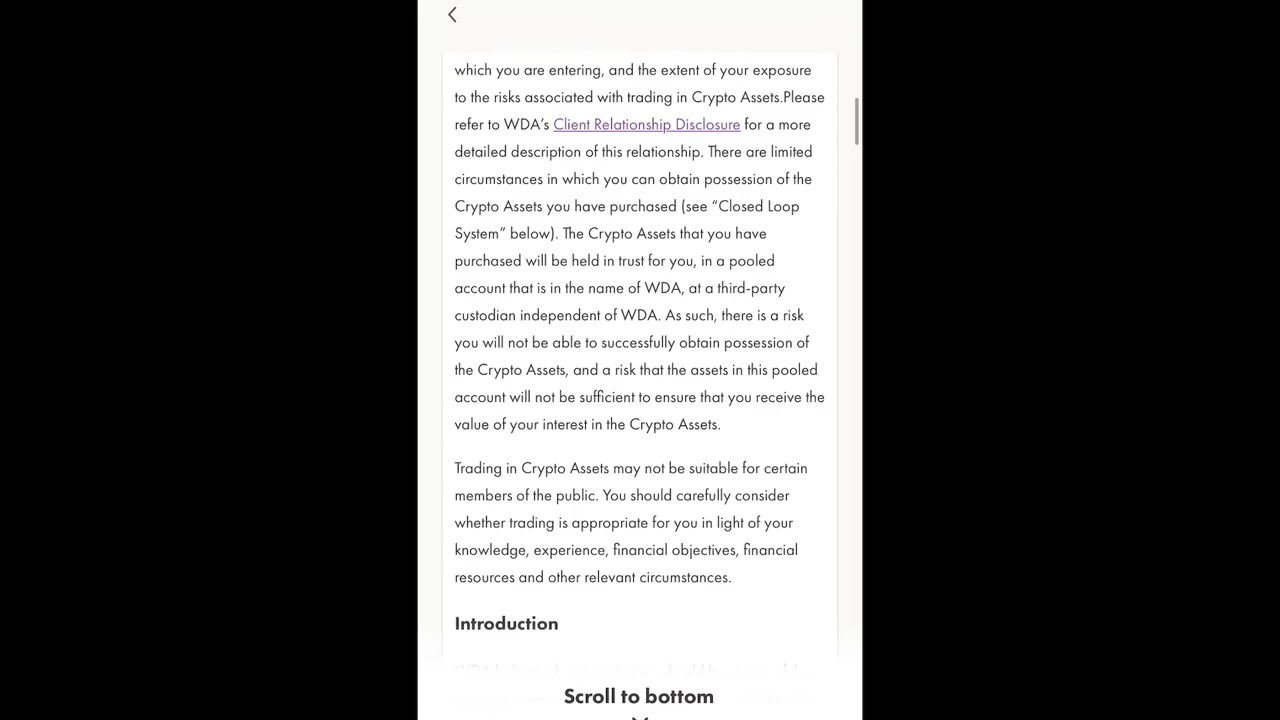 which you are entering, and the extent of your exposure
to the risks associated with trading in Crypto Assets.Please
refer to WDA’s Client Relationship Disclosure for a more
detailed description of this relationship. There are limited
circumstances in which you can obtain possession of the
Crypto Assets you have purchased (see “Closed Loop
System” below). The Crypto Assets that you have
purchased will be held in trust for you, in a pooled
account that is in the name of WDA, at a third-party
custodian independent of WDA. As such, there is a risk
you will not be able to successfully obtain possession of
the Crypto Assets, and a risk that the assets in this pooled
account will not be sufficient to ensure that you receive the
value of your interest in the Crypto Assets.
Trading in Crypto Assets may not be suitable for certain
members of the public. You should carefully consider
whether trading is appropriate for you in light of your
knowledge, experience, financial objectives, financial
resources and other relevant circumstances.
Introduction
Scroll to bottom